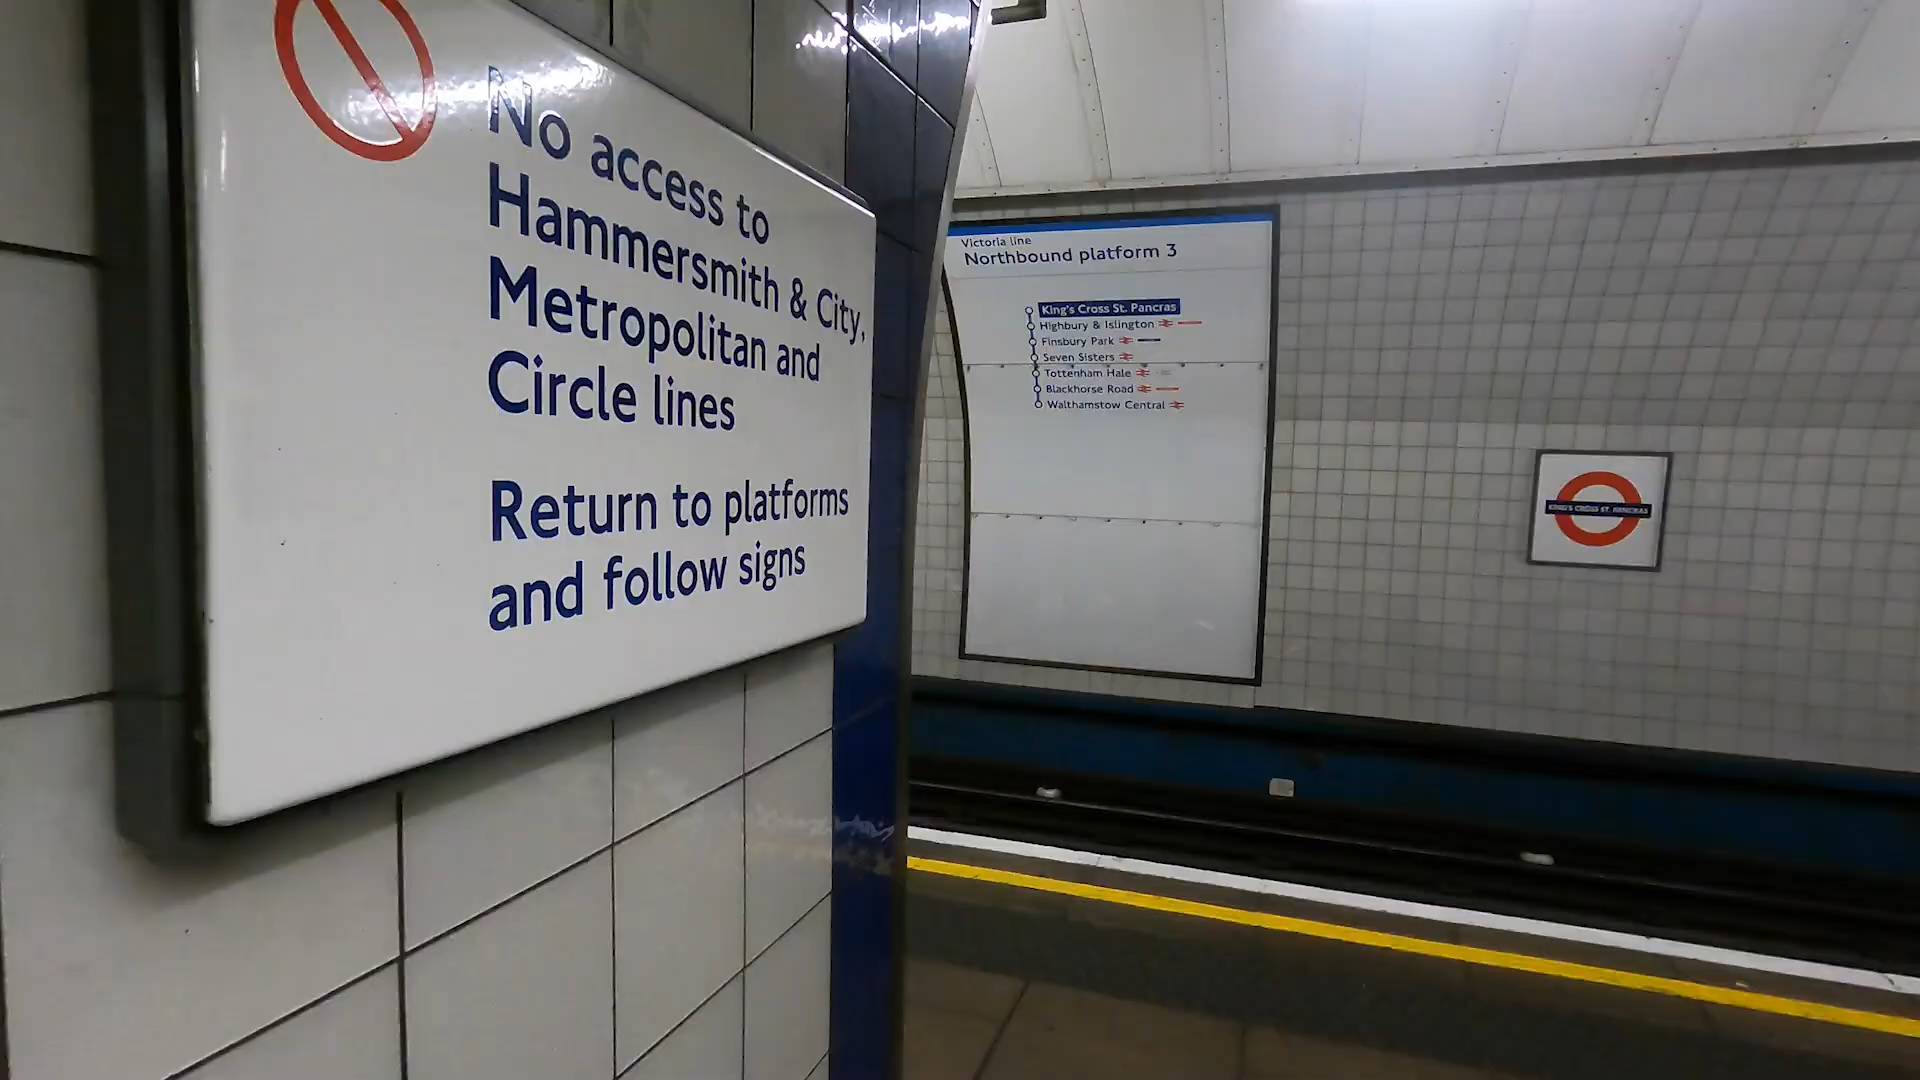 No access to
Hammersmith & City,
Metropolitan and
Circle lines
Return to platforms
and follow signs
Victoria line
Northbound platform 3
King's Cross St. Pancras
Highbury & Islington
Finsbury Park
Seven Sisters
Tottenham Hale
Blackhorse Road
Walthamstow Central
KING'S CROSS ST. PANCRAS